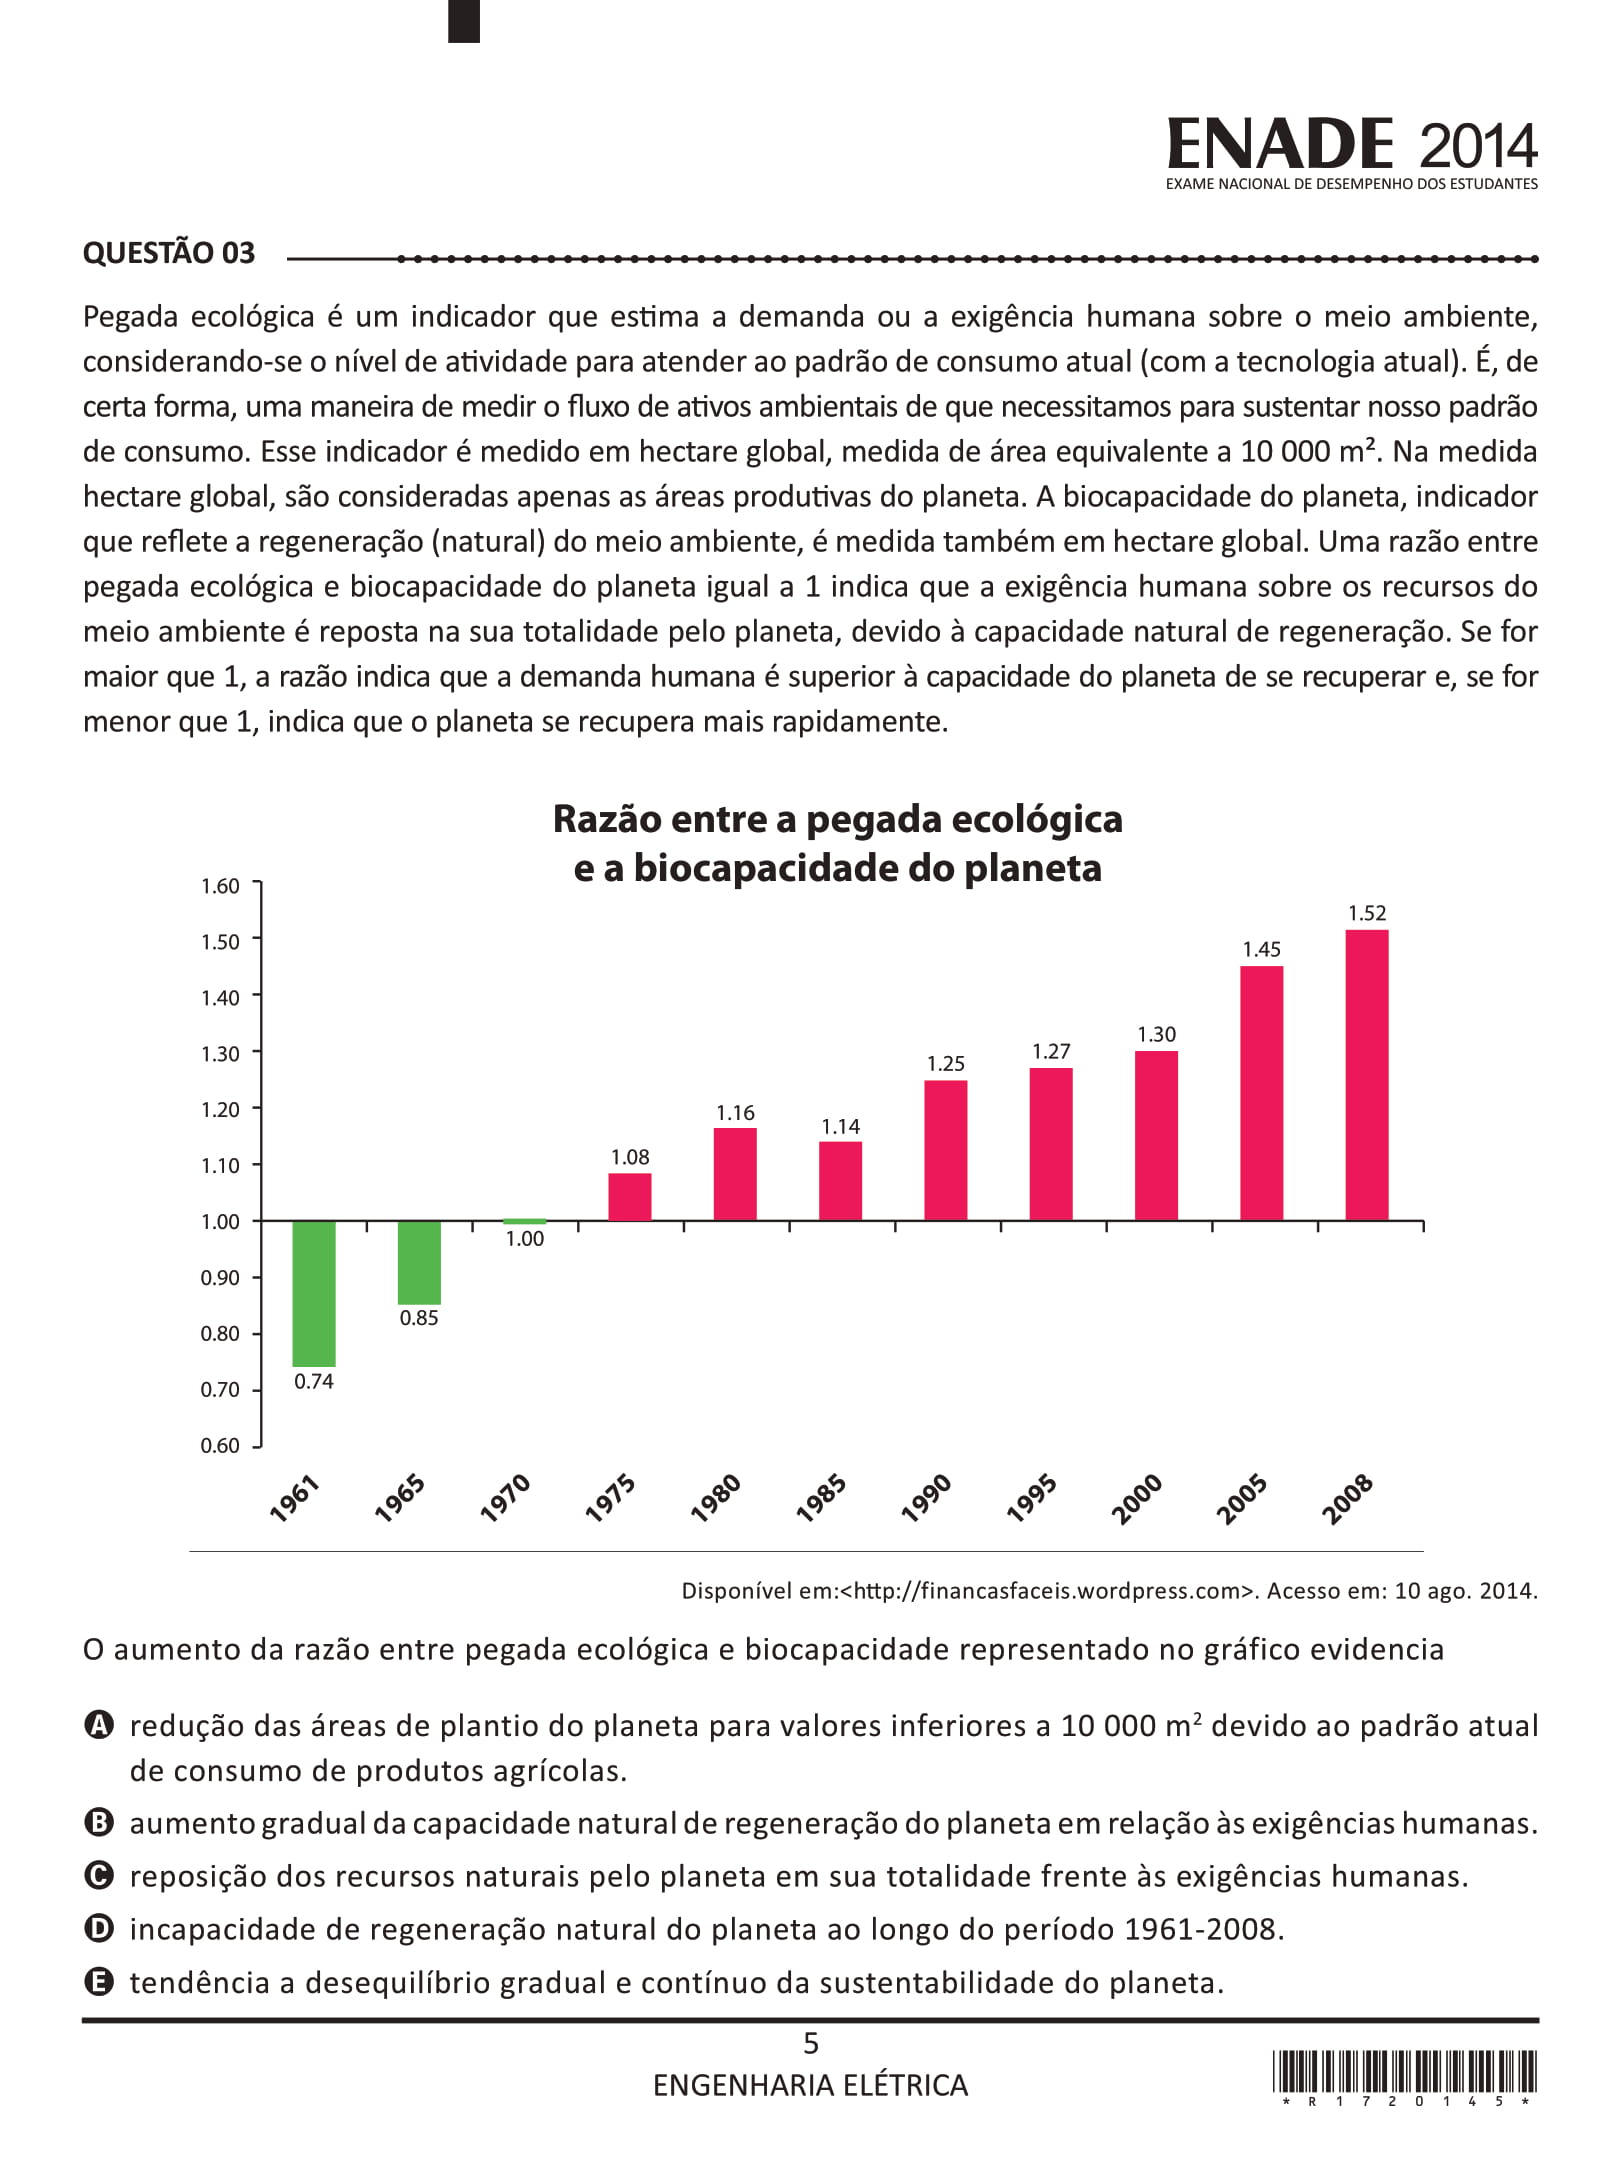 ENADE 2014
EXAME NACIONAL DE DESEMPENHO DOS ESTUDANTES
QUESTÃO 03
Pegada ecológica é um indicador que estima a demanda ou a exigência humana sobre o meio ambiente,
considerando-se o nível de atividade para atender ao padrão de consumo atual (com a tecnologia atual). É, de
certa forma, uma maneira de medir o fluxo de ativos ambientais de que necessitamos para sustentar nosso padrão
de consumo. Esse indicador é medido em hectare global, medida de área equivalente a 10 000 m². Na medida
hectare global, são consideradas apenas as áreas produtivas do planeta. A biocapacidade do planeta, indicador
que reflete a regeneração (natural) do meio ambiente, é medida também em hectare global. Uma razão entre
pegada ecológica e biocapacidade do planeta igual a 1 indica que a exigência humana sobre os recursos do
meio ambiente é reposta na sua totalidade pelo planeta, devido à capacidade natural de regeneração. Se for
maior que 1, a razão indica que a demanda humana é superior à capacidade do planeta de se recuperar e, se for
menor que 1, indica que o planeta se recupera mais rapidamente.
Razão entre a pegada ecológica
e a biocapacidade do planeta
1.60
1.50
1.40
1.30
1.20
1.10
1.00
0.90
0.80
0.70
0.60
0.74
0.85
1.00
1.08
1.16
1.14
1.25
1.27
1.30
1.45
1.52
1961
1965
1970
1975
1980
1985
1990
1995
2000
2005
2008
Disponível em:<http://financasfaceis.wordpress.com>. Acesso em: 10 ago. 2014.
O aumento da razão entre pegada ecológica e biocapacidade representado no gráfico evidencia
A redução das áreas de plantio do planeta para valores inferiores a 10 000 m² devido ao padrão atual
de consumo de produtos agrícolas.
B aumento gradual da capacidade natural de regeneração do planeta em relação às exigências humanas.
C reposição dos recursos naturais pelo planeta em sua totalidade frente às exigências humanas.
D incapacidade de regeneração natural do planeta ao longo do período 1961-2008.
E tendência a desequilíbrio gradual e contínuo da sustentabilidade do planeta.
5
ENGENHARIA ELÉTRICA
* R 1 7 2 0 1 4 5 *